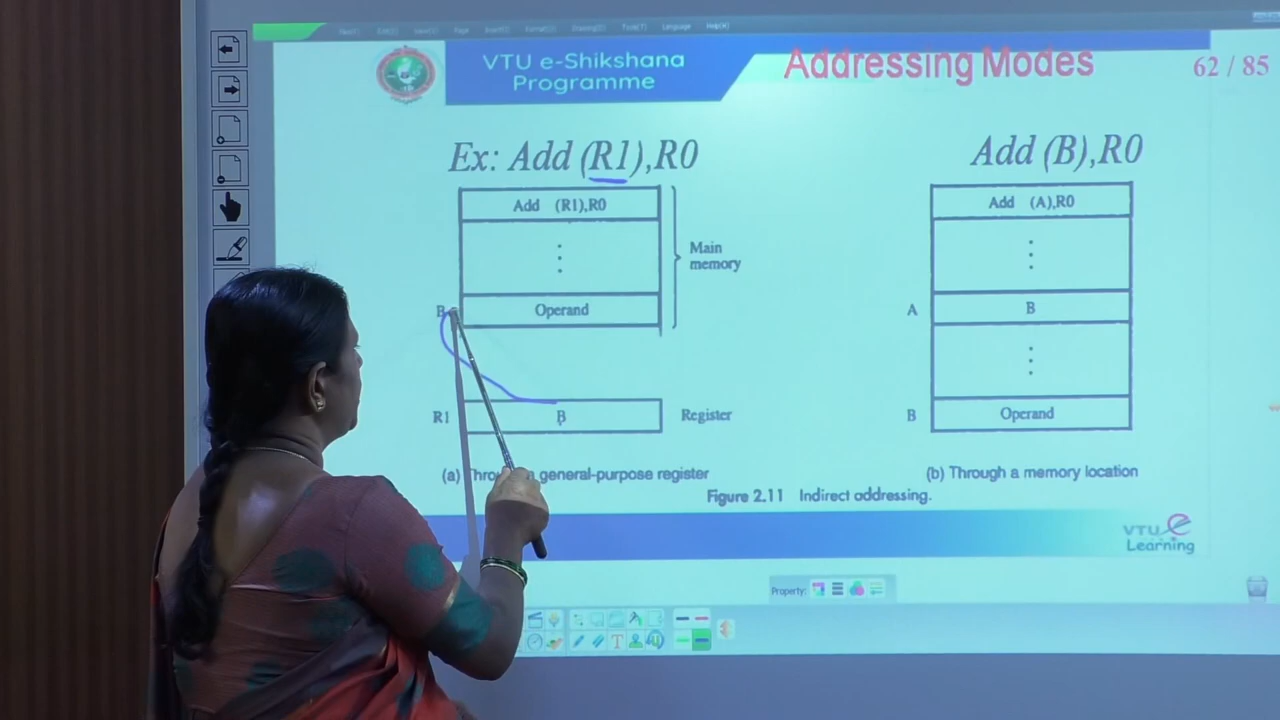 VTU e-Shikshana
Programme
Addressing Modes
62 / 85
Ex: Add (R1),R0
Add (B),R0
Add (R1),R0
Main
memory
B
Operand
R1
B
Register
(a) general-purpose register
Add (A),R0
A
B
B
Operand
(b) Through a memory location
Figure 2.11 Indirect addressing.
VTU e
Learning
Property:
Language
Help(H)